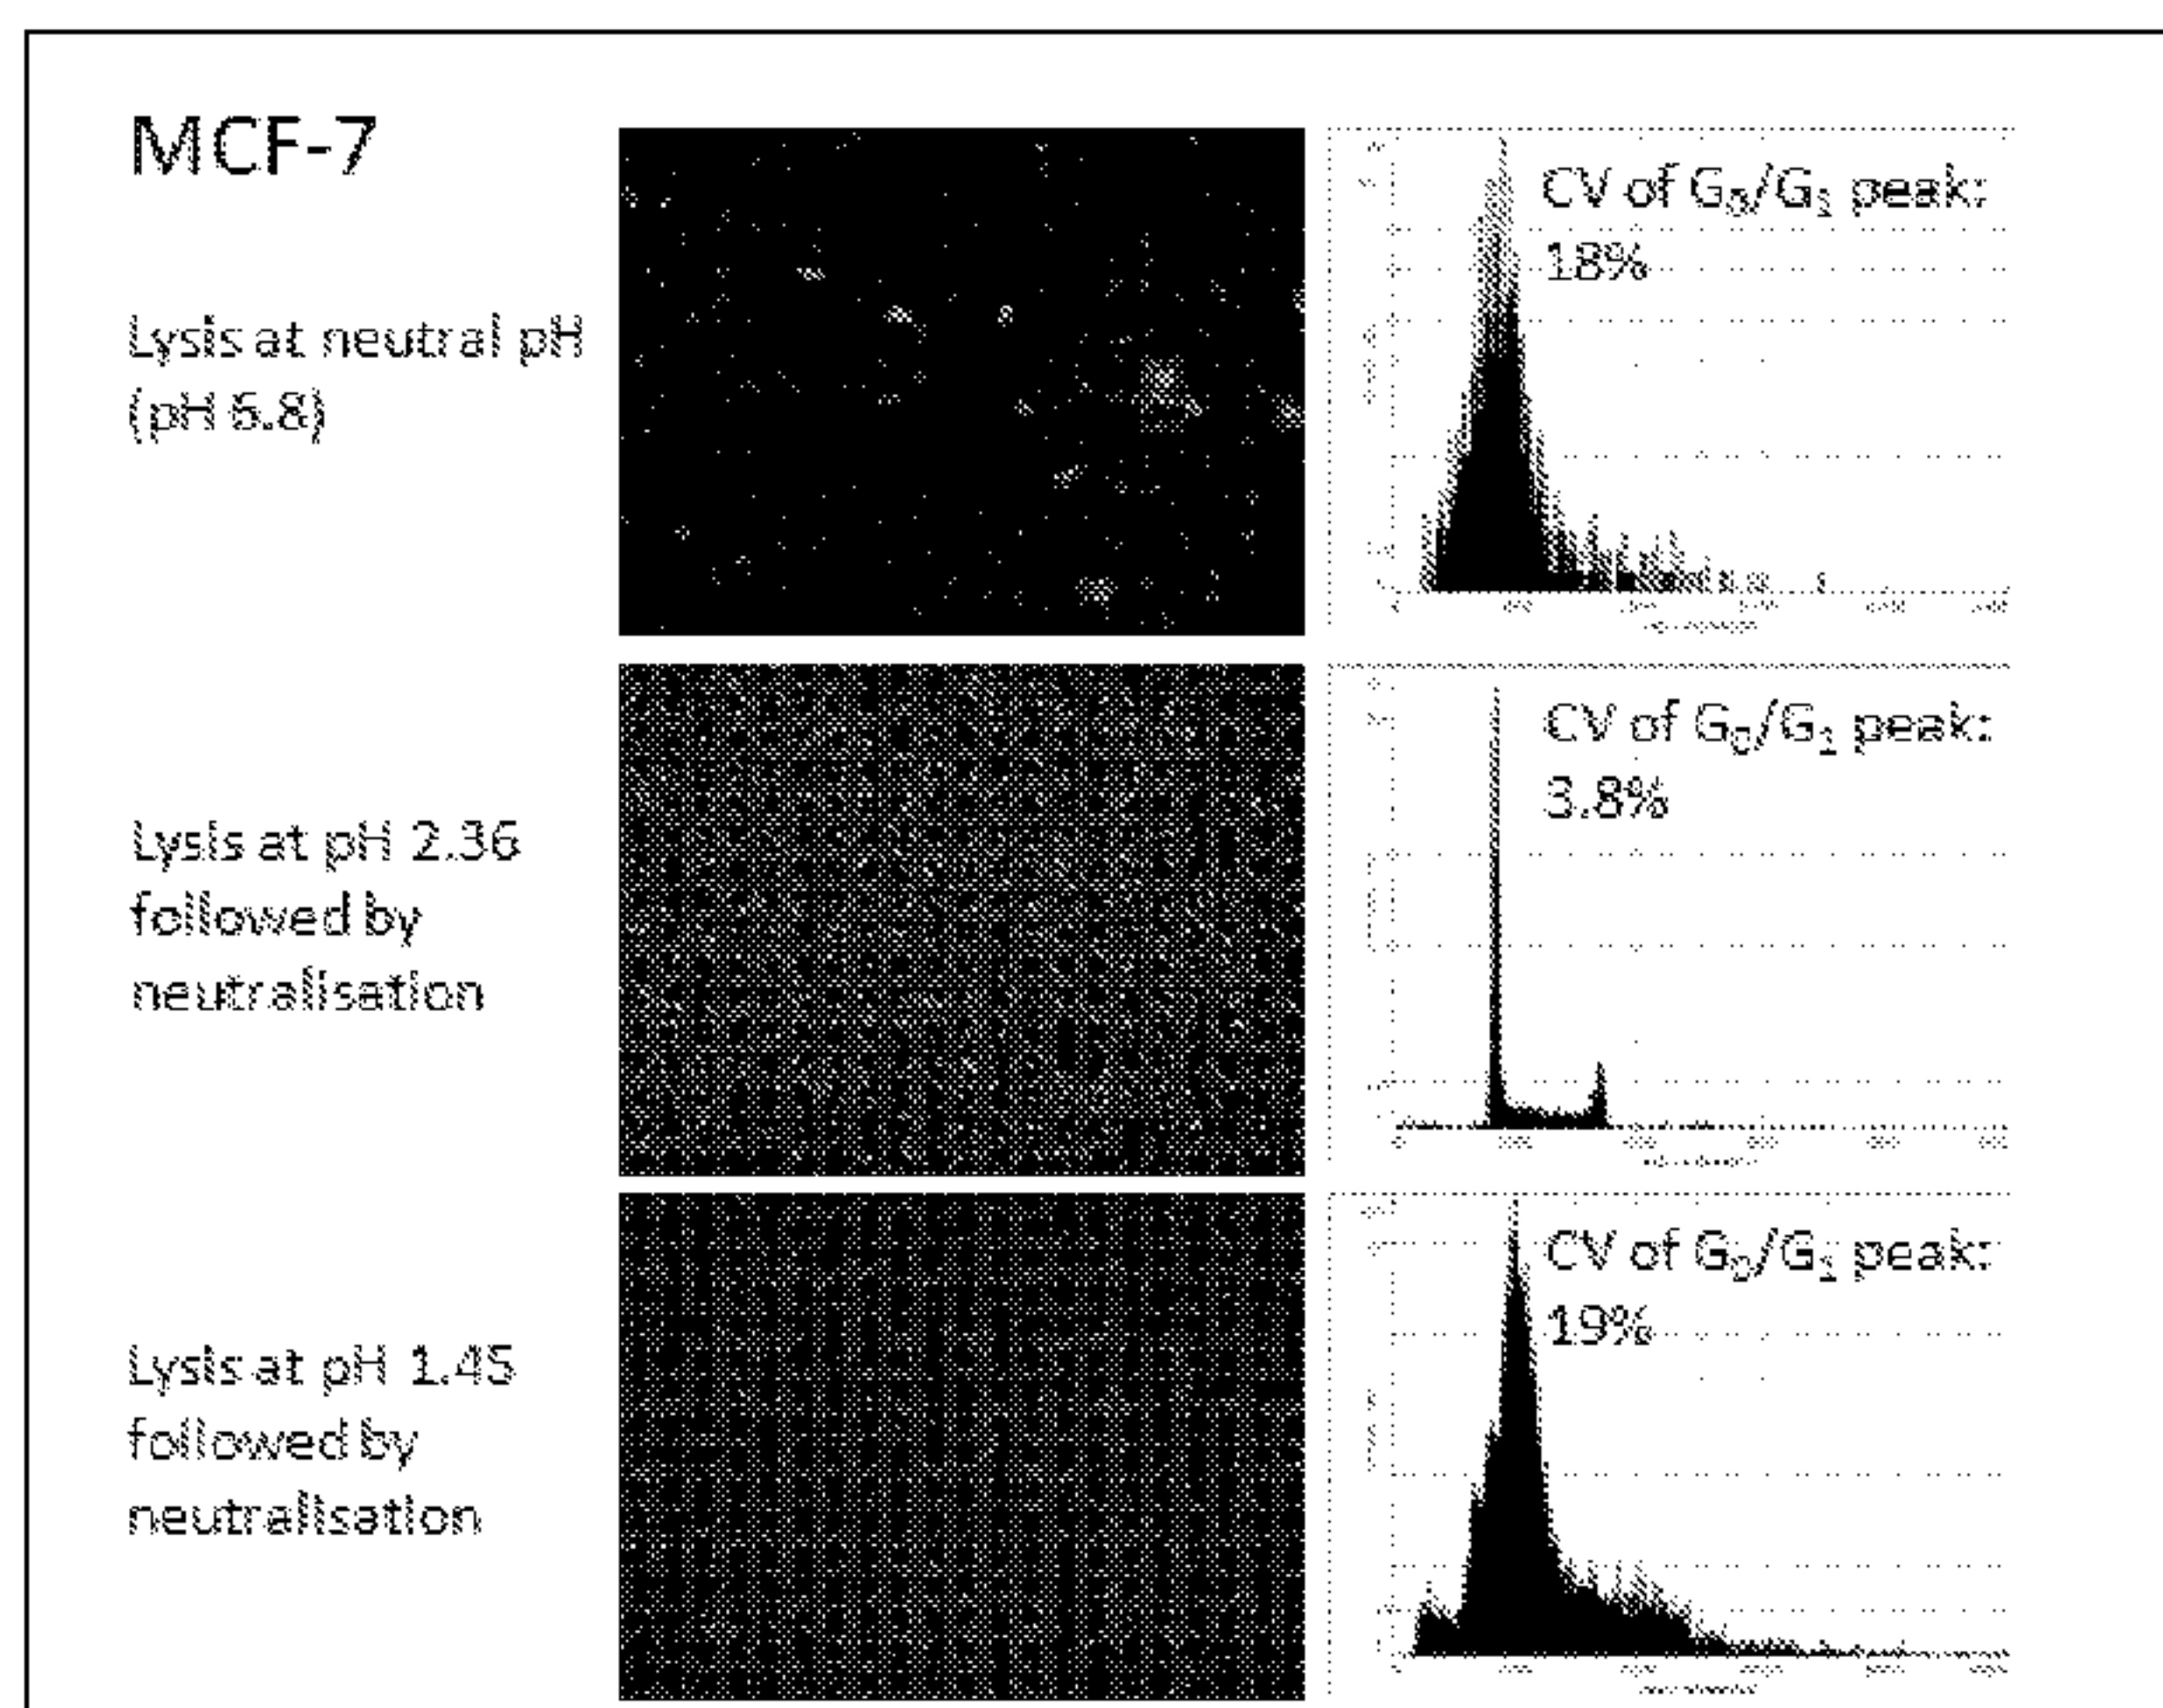 MCF-7
Lysis at neutral pH
(pH 6.8)
CV of G₀/G₁ peak:
18%
Lysis at pH 2.36
followed by
neutralisation
CV of G₀/G₁ peak:
3.8%
Lysis at pH 1.45
followed by
neutralisation
CV of G₀/G₁ peak:
19%